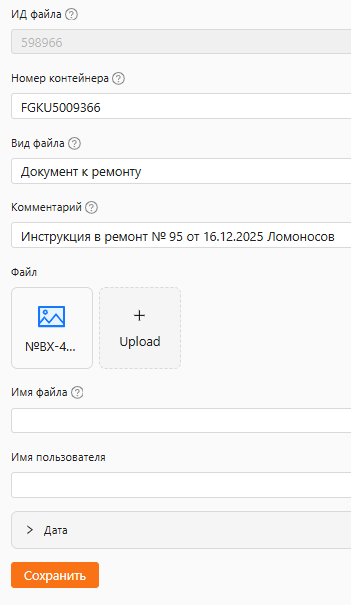 ИД файла
598966
Номер контейнера
FGKU5009366
Вид файла
Документ к ремонту
Комментарий
Инструкция в ремонт № 95 от 16.12.2025 Ломоносов
Файл
№ВХ-4...
+
Upload
Имя файла
Имя пользователя
Дата
Сохранить